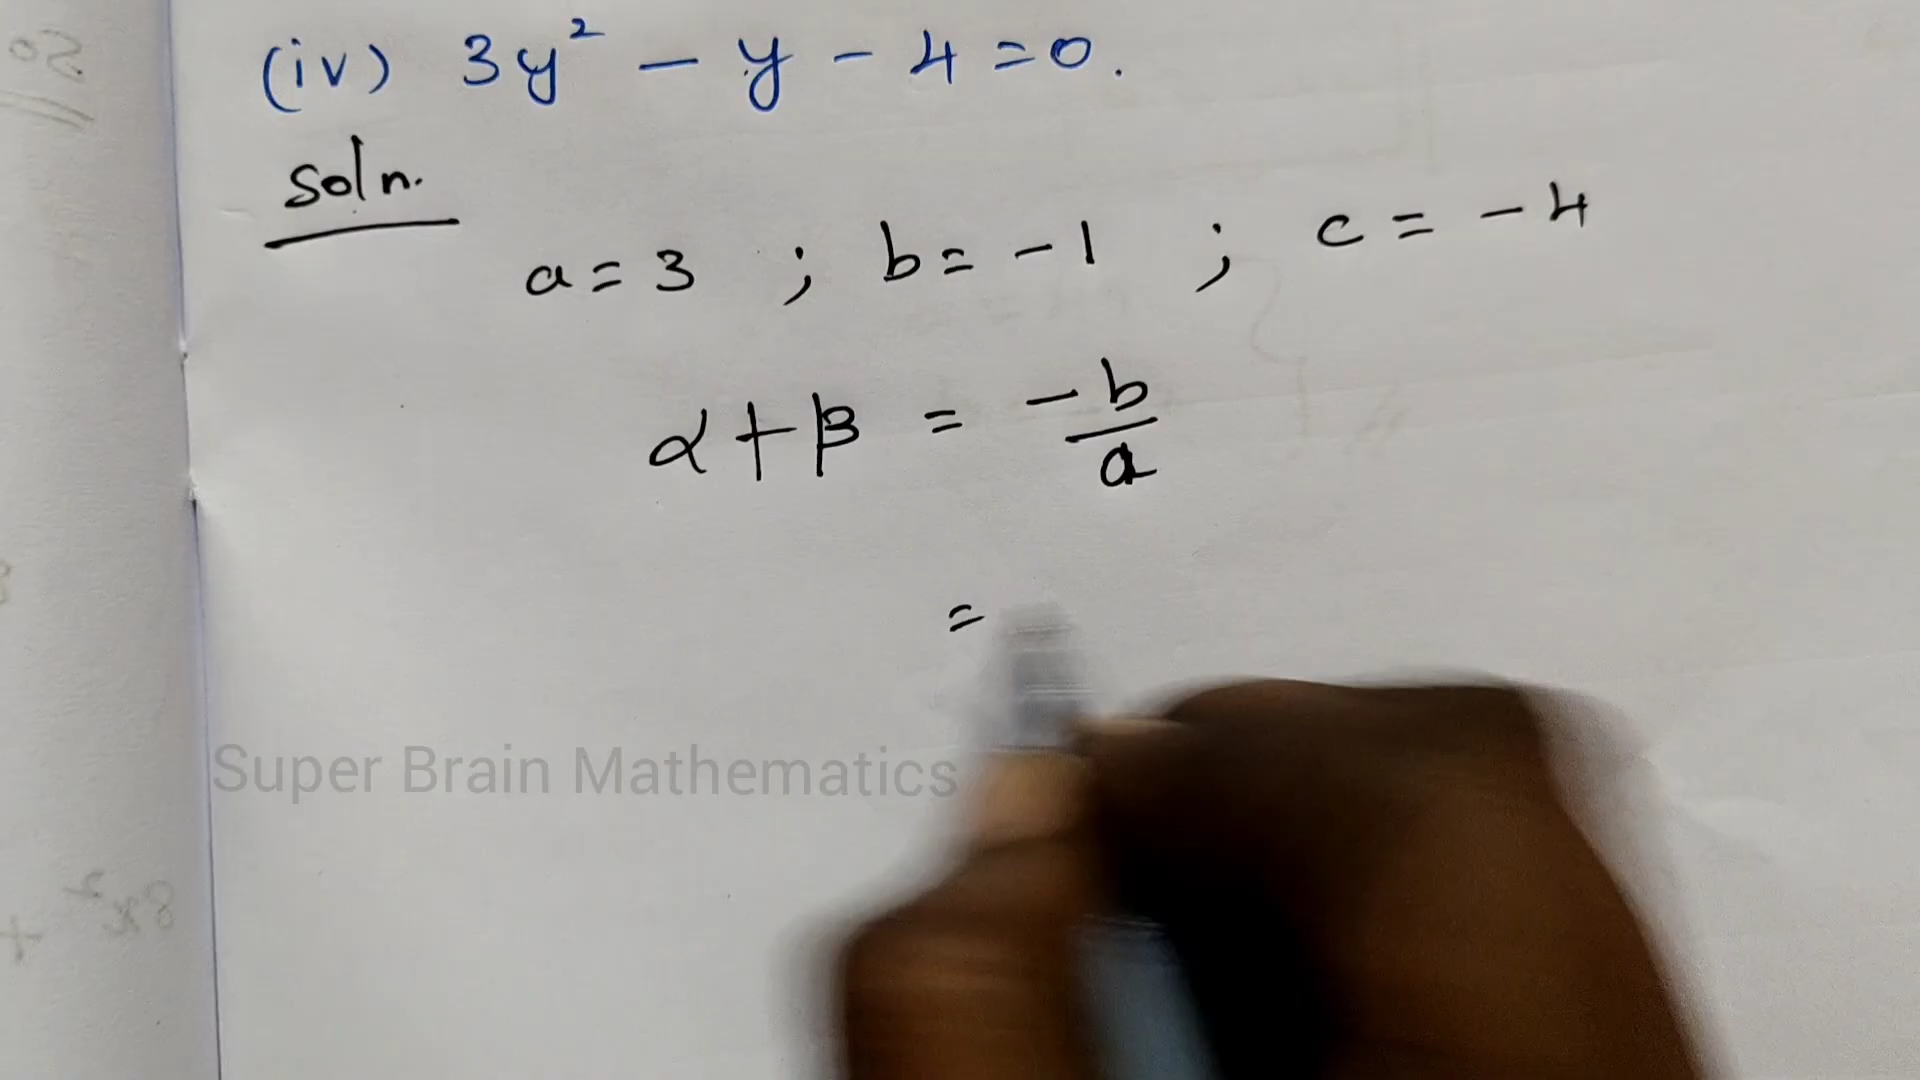 (iv) 3y² - y - 4 = 0.
Soln.
a = 3 ; b = -1 ; c = -4
α + β = -b/a
=
Super Brain Mathematics